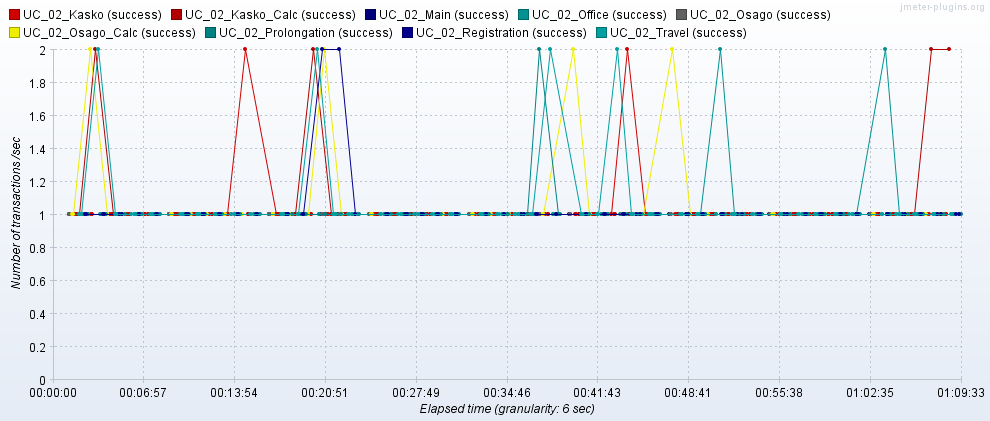 jmeter-plugins.org
UC_02_Kasko (success) UC_02_Kasko_Calc (success) UC_02_Main (success) UC_02_Office (success) UC_02_Osago (success)
UC_02_Osago_Calc (success) UC_02_Prolongation (success) UC_02_Registration (success) UC_02_Travel (success)
Number of transactions /sec
2
1.8
1.6
1.4
1.2
1
0.8
0.6
0.4
0.2
0
00:00:00 00:06:57 00:13:54 00:20:51 00:27:49 00:34:46 00:41:43 00:48:41 00:55:38 01:02:35 01:09:33
Elapsed time (granularity: 6 sec)